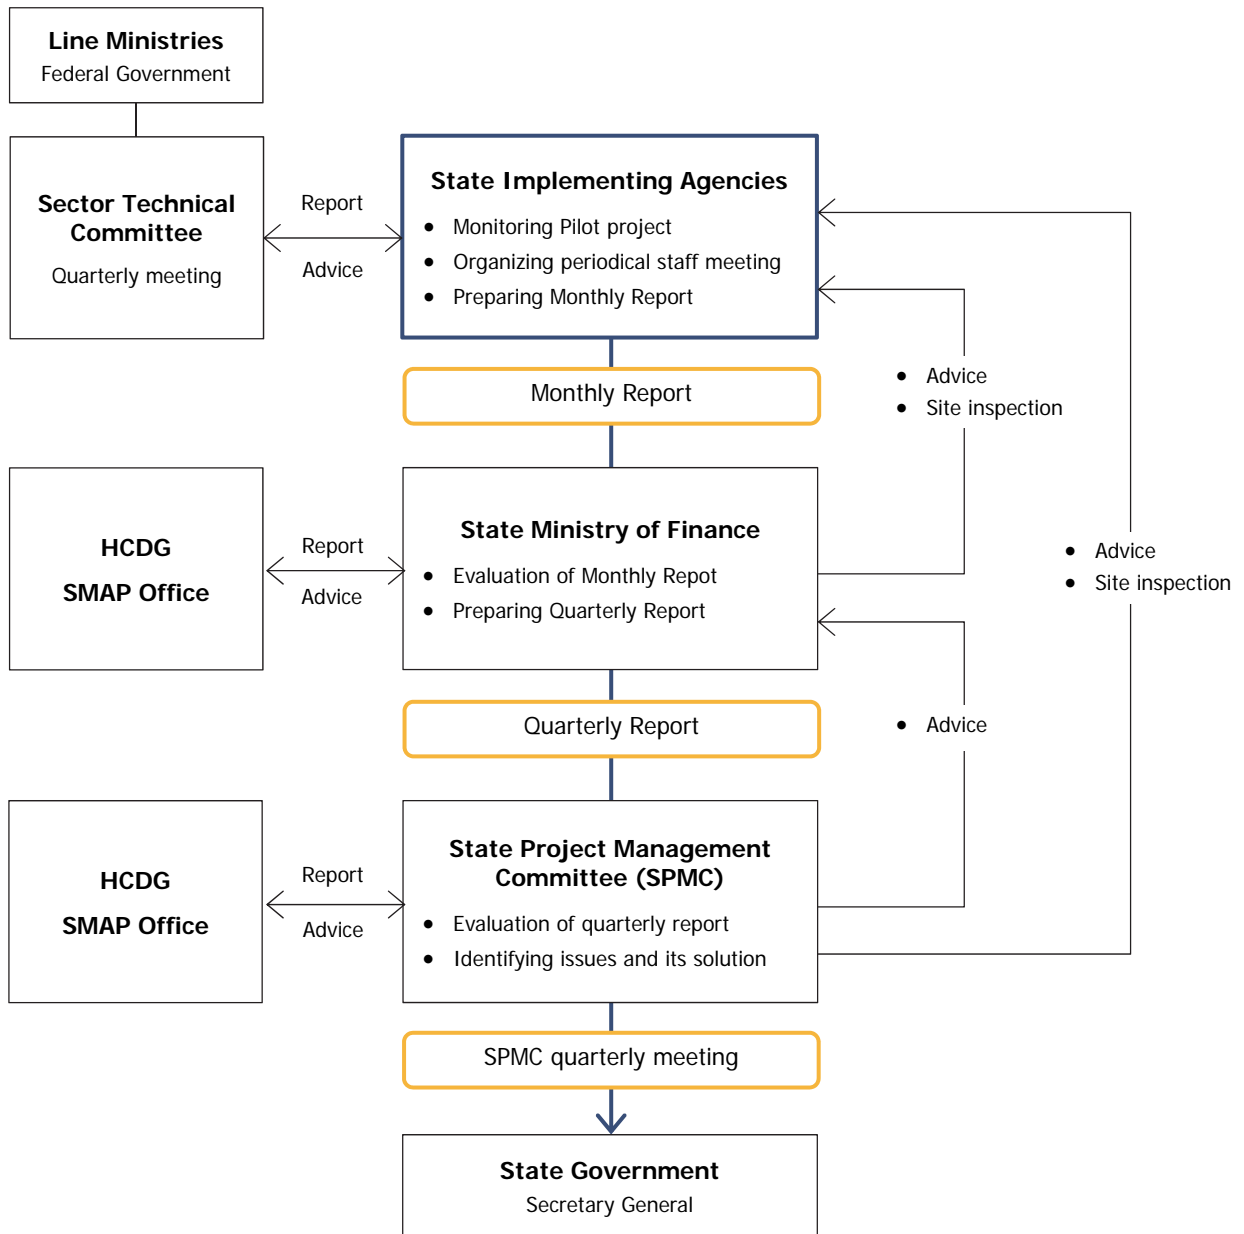 Line Ministries
Federal Government
Sector Technical
Committee
Quarterly meeting
Report
Advice
State Implementing Agencies
• Monitoring Pilot project
• Organizing periodical staff meeting
• Preparing Monthly Report
Monthly Report
• Advice
• Site inspection
HCDG
SMAP Office
Report
Advice
State Ministry of Finance
• Evaluation of Monthly Repot
• Preparing Quarterly Report
• Advice
• Site inspection
Quarterly Report
• Advice
HCDG
SMAP Office
Report
Advice
State Project Management
Committee (SPMC)
• Evaluation of quarterly report
• Identifying issues and its solution
SPMC quarterly meeting
State Government
Secretary General